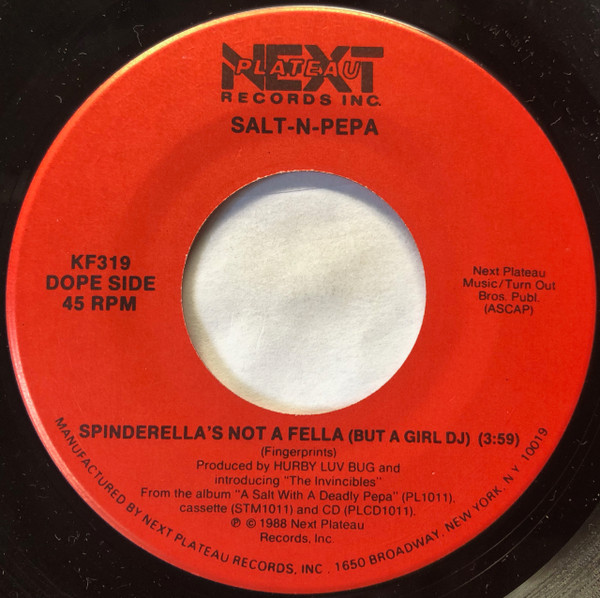 NEXT
PLATEAU
RECORDS INC.
SALT-N-PEPA
KF319
DOPE SIDE
45 RPM
Next Plateau
Music/Turn Out
Bros. Publ.
(ASCAP)
SPINDERELLA'S NOT A FELLA (BUT A GIRL DJ) (3:59)
(Fingerprints)
Produced by HURBY LUV BUG and
introducing "The Invincibles"
From the album "A Salt With A Deadly Pepa" (PL1011).
cassette (STM1011) and CD (PLCD1011).
℗ © 1988 Next Plateau
Records, Inc.
MANUFACTURED BY NEXT PLATEAU RECORDS, INC. 1650 BROADWAY, NEW YORK, N.Y. 10019